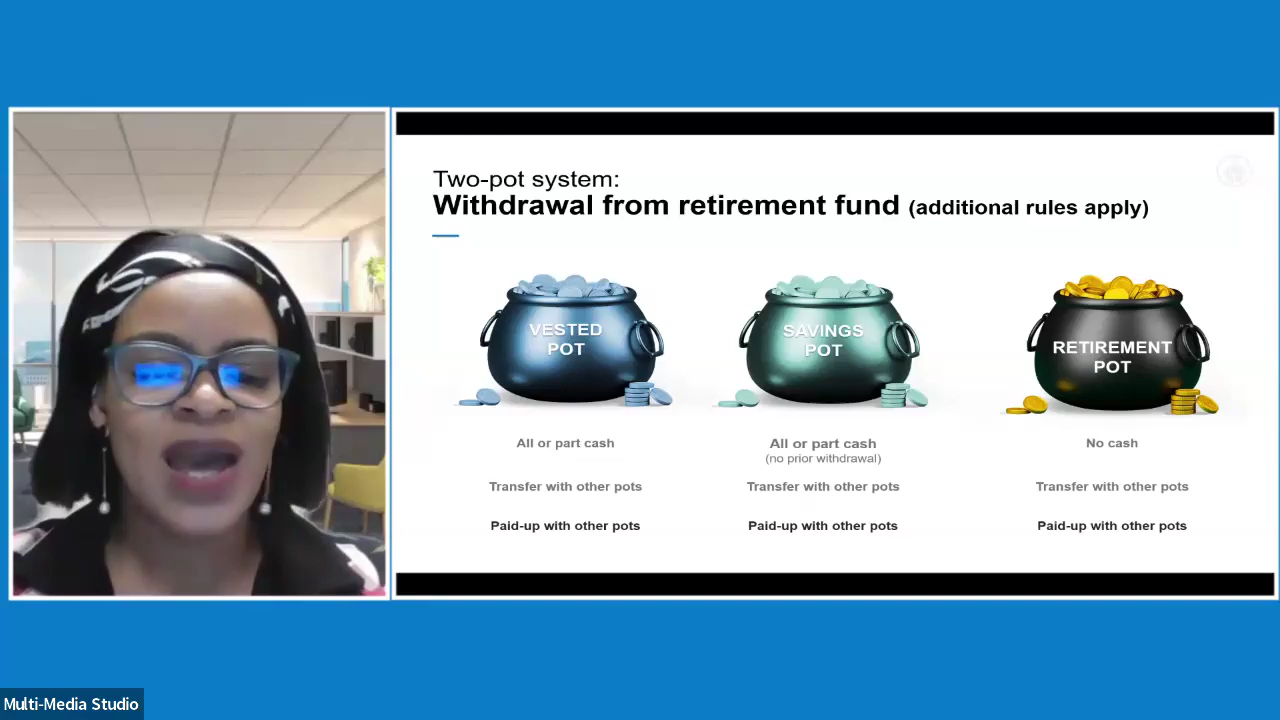 Two-pot system:
Withdrawal from retirement fund (additional rules apply)
VESTED
POT
SAVINGS
POT
RETIREMENT
POT
All or part cash
All or part cash
(no prior withdrawal)
No cash
Transfer with other pots
Transfer with other pots
Transfer with other pots
Paid-up with other pots
Paid-up with other pots
Paid-up with other pots
Multi-Media Studio